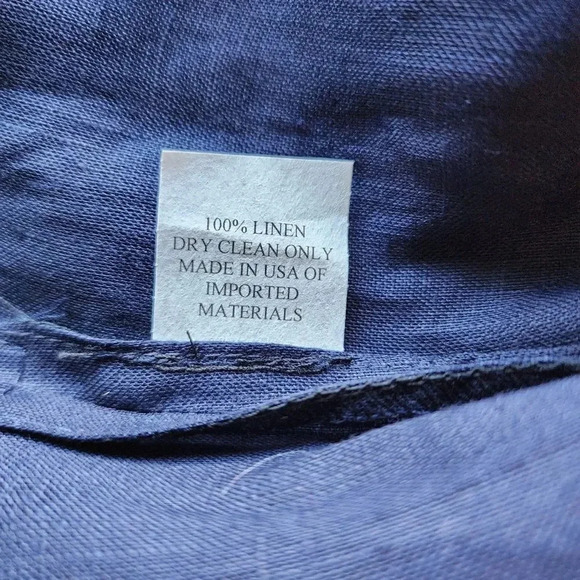 100% LINEN
DRY CLEAN ONLY
MADE IN USA OF
IMPORTED
MATERIALS